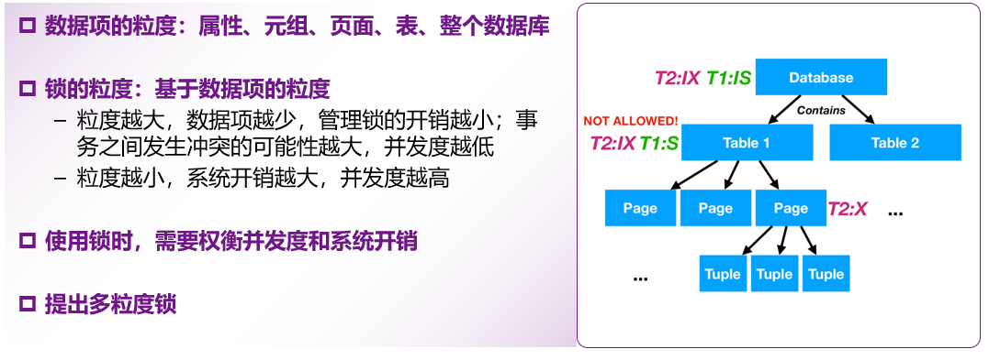 数据项的粒度：属性、元组、页面、表、整个数据库
锁的粒度：基于数据项的粒度
– 粒度越大，数据项越少，管理锁的开销越小；事
务之间发生冲突的可能性越大，并发度越低
– 粒度越小，系统开销越大，并发度越高
使用锁时，需要权衡并发度和系统开销
提出多粒度锁
T2:IX T1:IS Database
Contains
NOT ALLOWED!
T2:IX T1:S Table 1 Table 2
Page Page Page T2:X ...
... Tuple Tuple Tuple